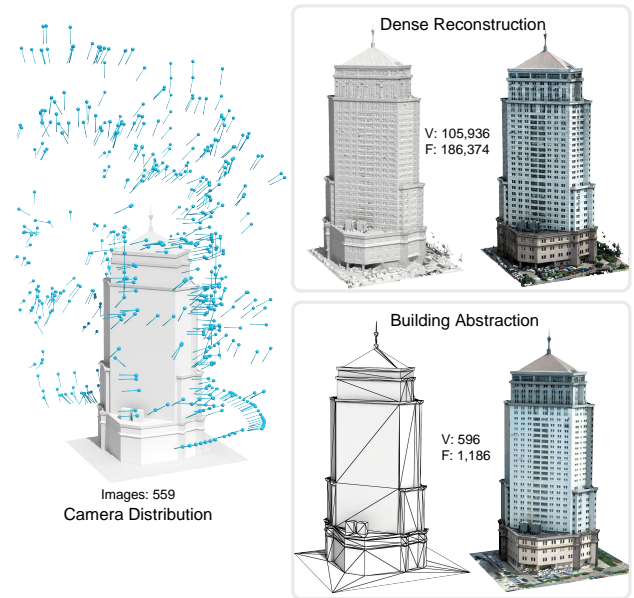 Dense Reconstruction
V: 105,936
F: 186,374
Building Abstraction
V: 596
F: 1,186
Images: 559
Camera Distribution